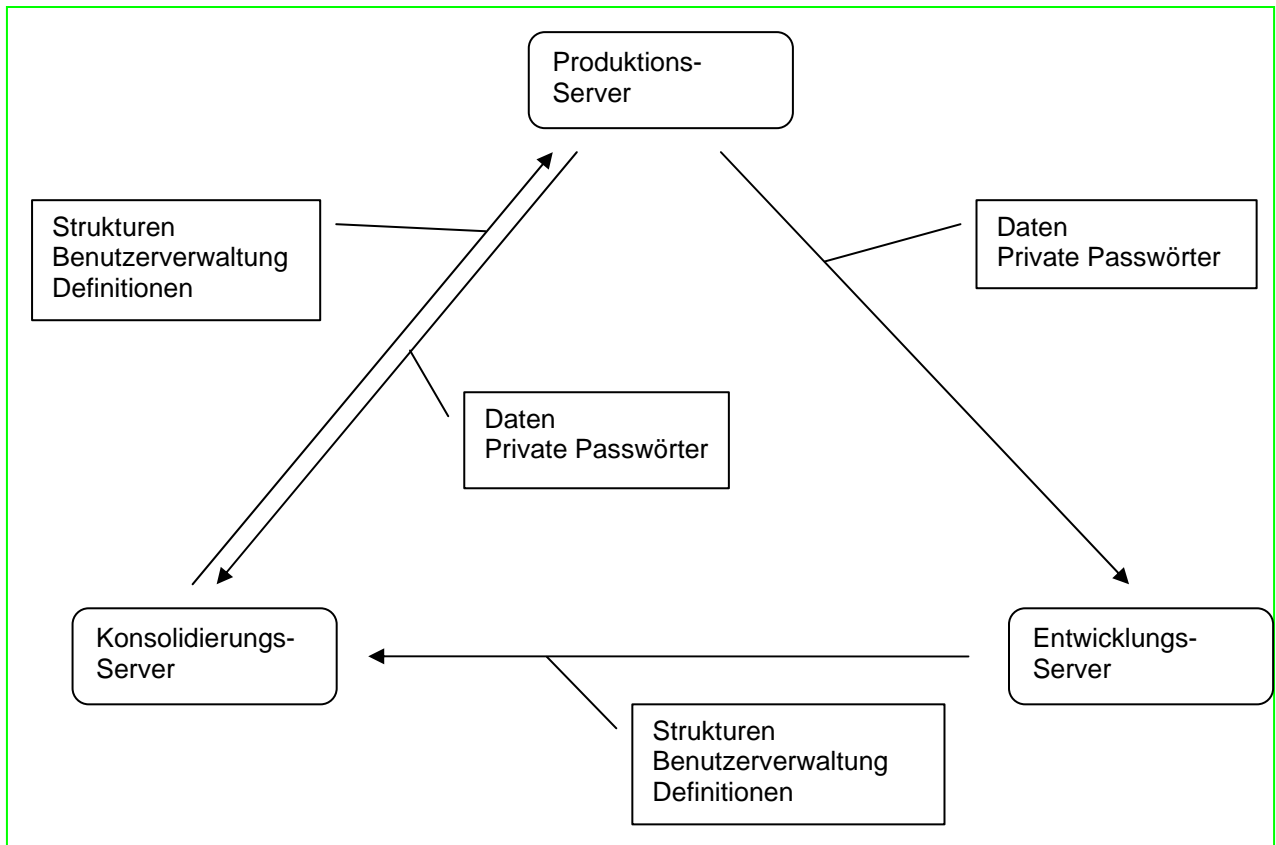 Produktions-
Server
Strukturen
Benutzerverwaltung
Definitionen
Daten
Private Passwörter
Daten
Private Passwörter
Konsolidierungs-
Server
Entwicklungs-
Server
Strukturen
Benutzerverwaltung
Definitionen